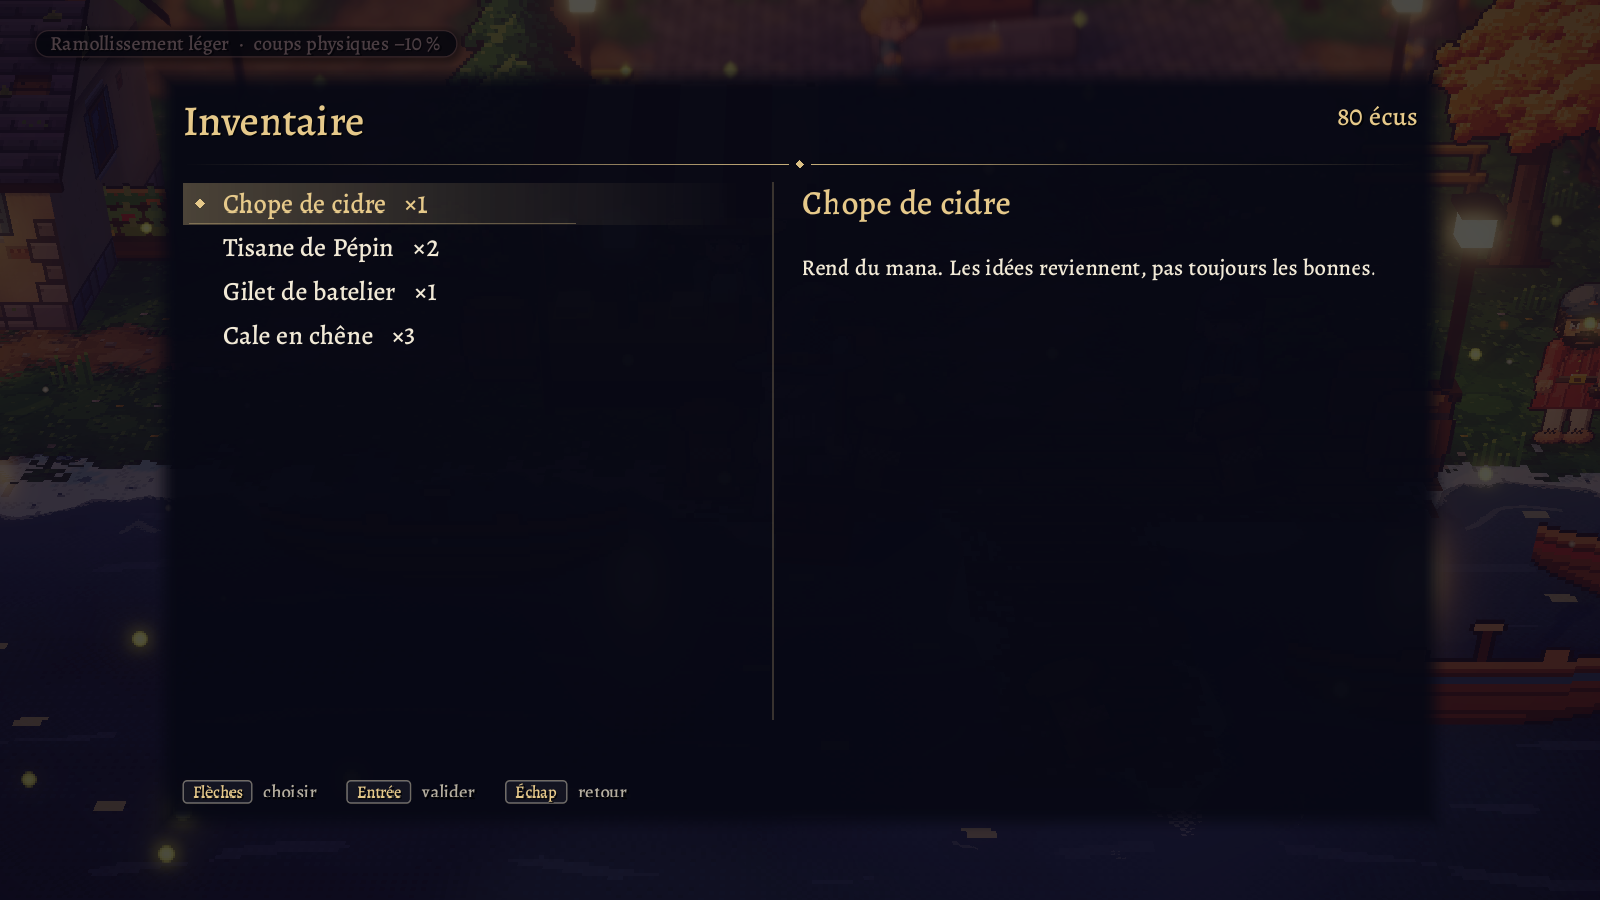 Ramollissement léger · coups physiques –10 %
Inventaire
80 écus
Chope de cidre ×1
Tisane de Pépin ×2
Gilet de batelier ×1
Cale en chêne ×3
Chope de cidre
Rend du mana. Les idées reviennent, pas toujours les bonnes.
Flèches choisir Entrée valider Échap retour